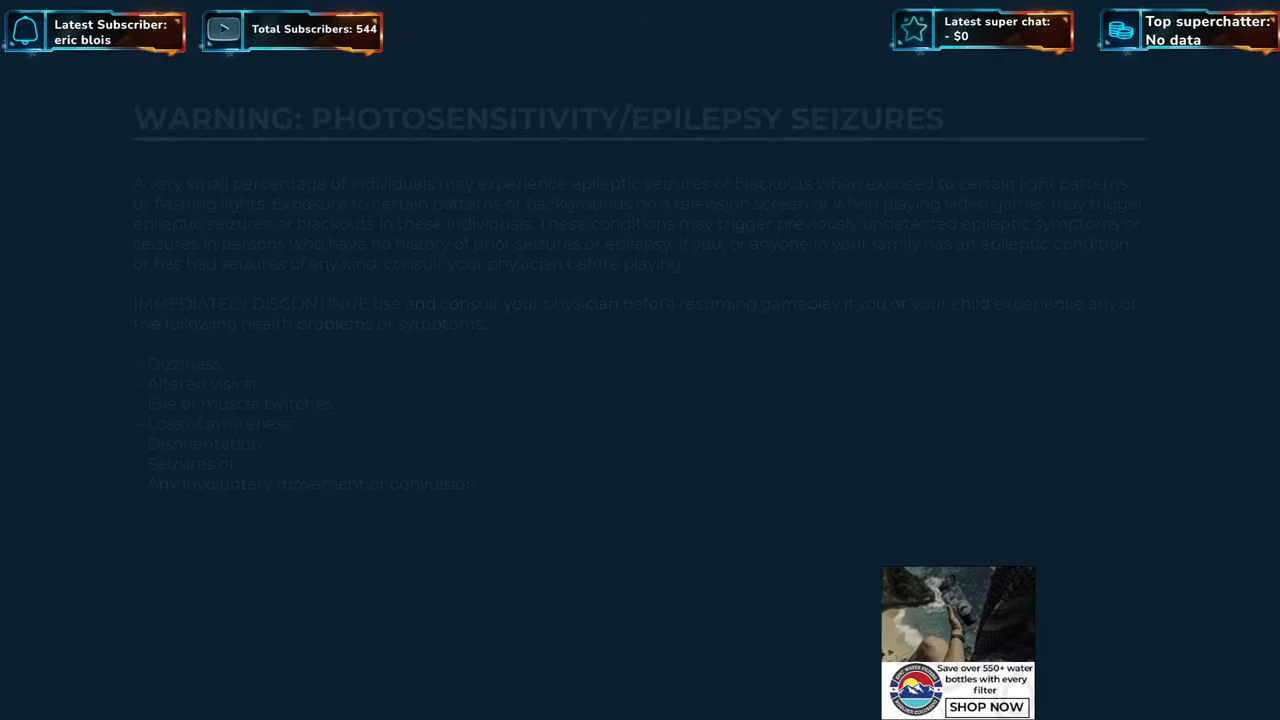 Latest Subscriber:
eric blois
Total Subscribers: 544
Latest super chat:
- $0
Top superchatter:
No data
WARNING: PHOTOSENSITIVITY/EPILEPSY SEIZURES
A very small percentage of individuals may experience epileptic seizures or blackouts when exposed to certain light patterns
or flashing lights. Exposure to certain patterns or backgrounds on a television screen or when playing video games may trigger
epileptic seizures or blackouts in these individuals. These conditions may trigger previously undetected epileptic symptoms or
seizures in persons who have no history of prior seizures or epilepsy. If you, or anyone in your family has an epileptic condition
or has had seizures of any kind, consult your physician before playing.
IMMEDIATELY DISCONTINUE use and consult your physician before resuming gameplay if you or your child experience any of
the following health problems or symptoms:
- Dizziness
- Altered vision
- Eye or muscle twitches
- Loss of awareness
- Disorientation
Seizures or
- Any involuntary movement or convulsion
Save over 550+ water
bottles with every
filter
EPIC WATER FILTERS
BOULDER COLORADO
SHOP NOW